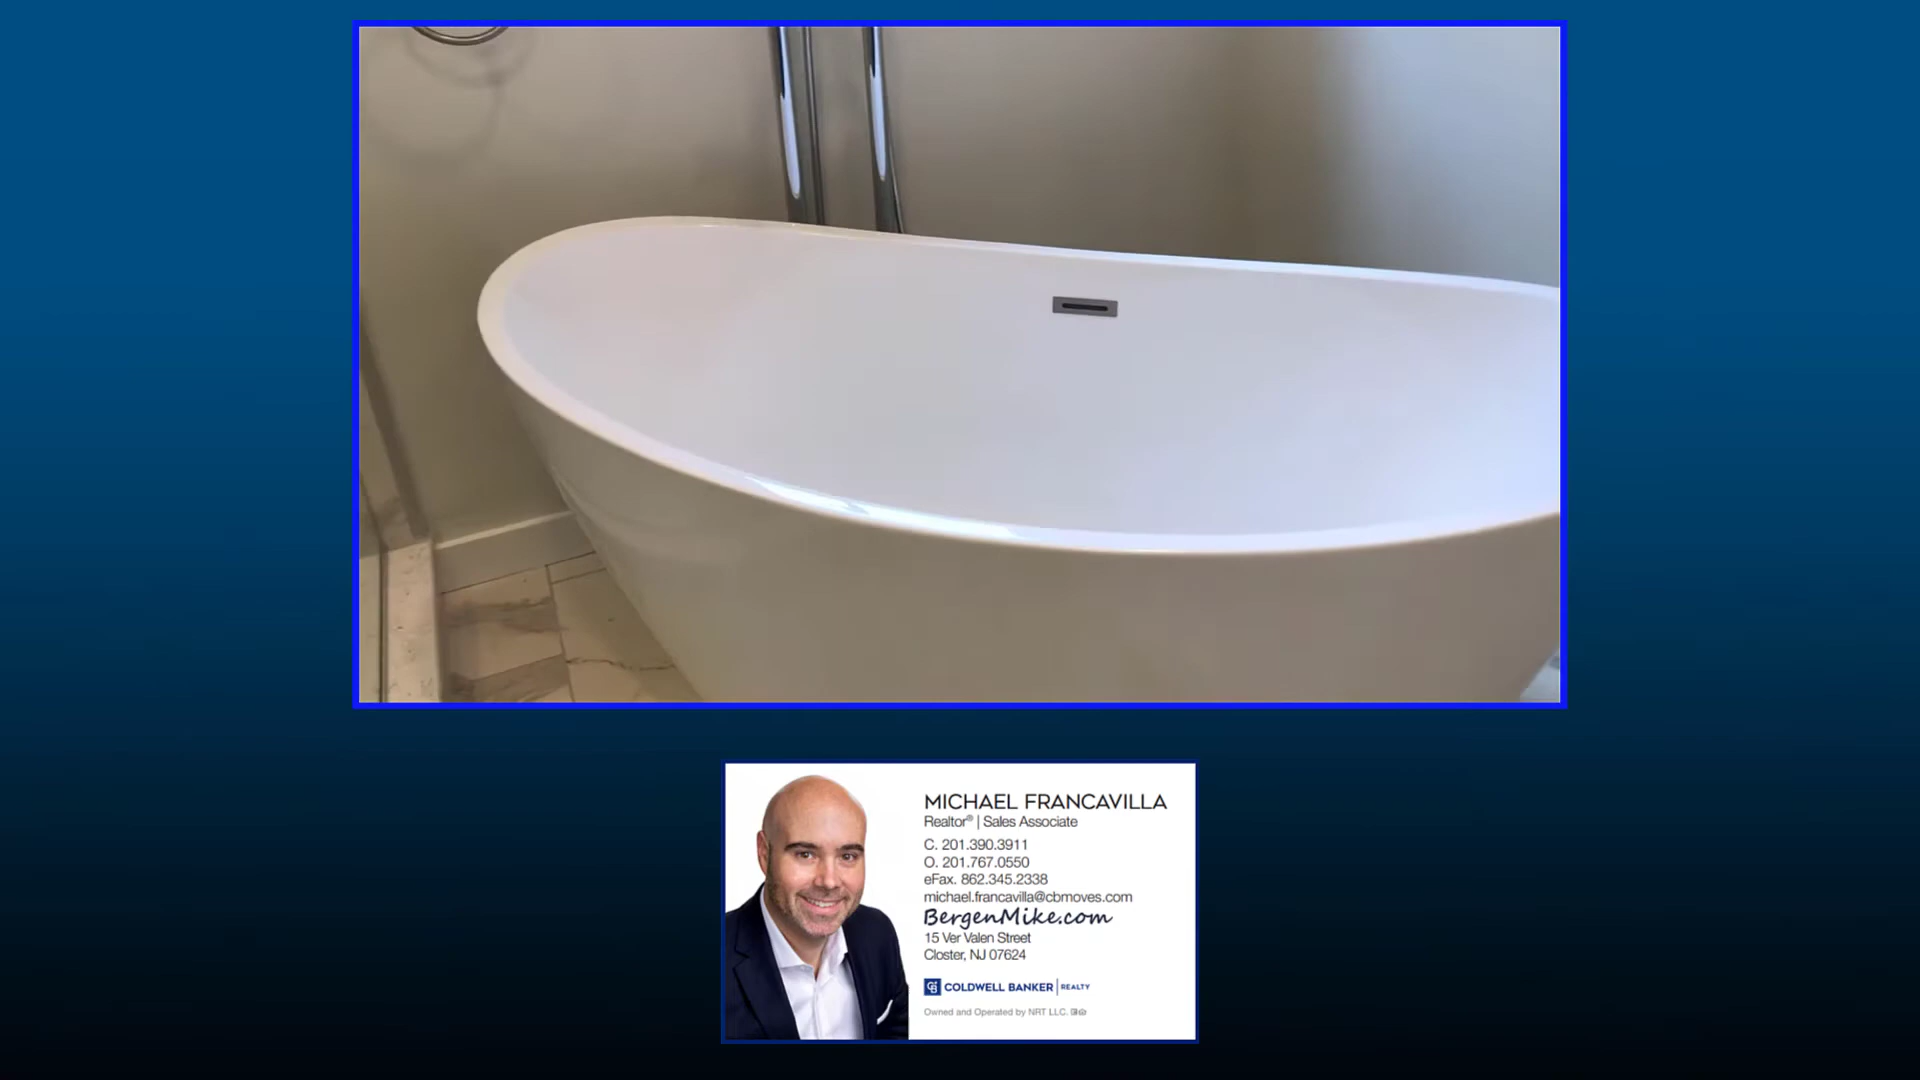 MICHAEL FRANCAVILLA
Realtor® | Sales Associate
C. 201.390.3911
O. 201.767.0550
eFax. 862.345.2338
michael.francavilla@cbmoves.com
BergenMike.com
15 Ver Valen Street
Closter, NJ 07624
CB COLDWELL BANKER | REALTY
Owned and Operated by NRT LLC.